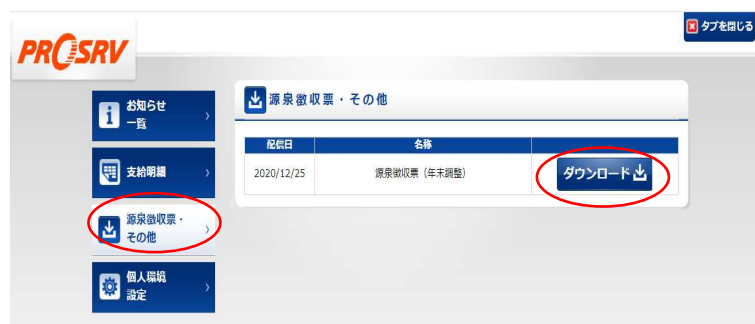 タブを閉じる
PROSRV
お知らせ
一覧
支給明細
源泉徴収票・
その他
個人環境
設定
源泉徴収票・その他
配信日 名称
2020/12/25 源泉徴収票（年末調整） ダウンロード